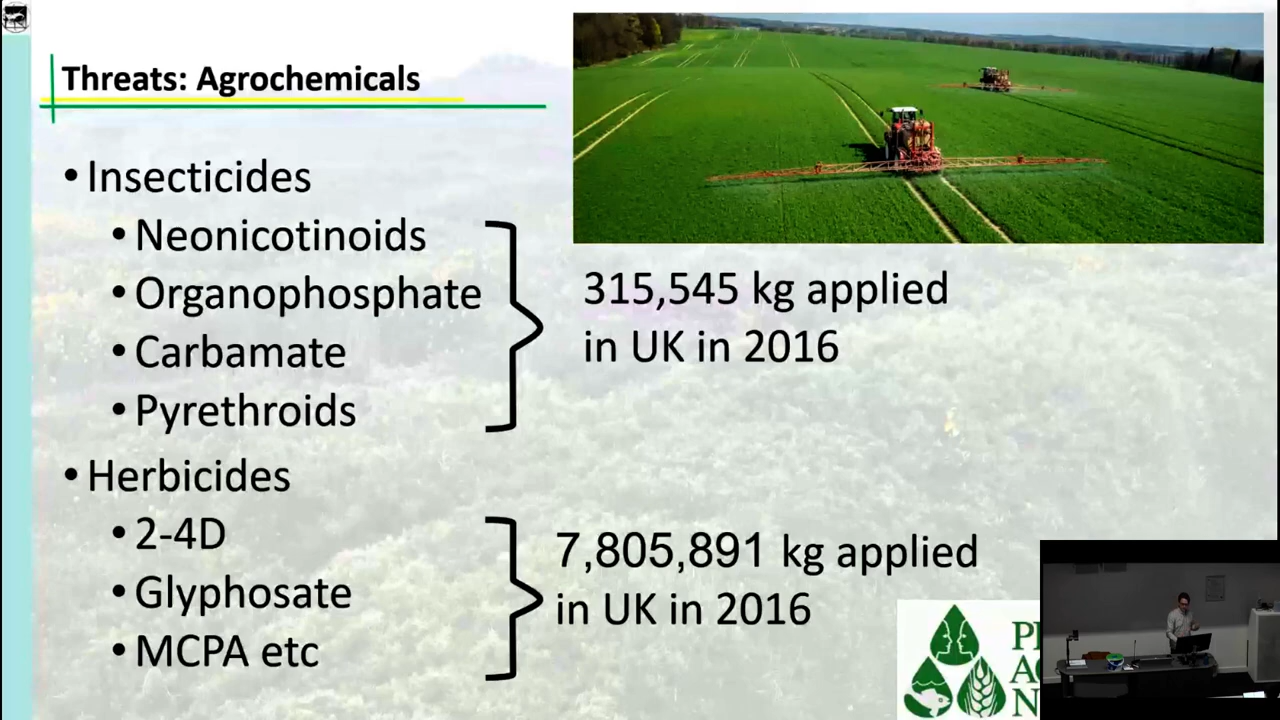 Threats: Agrochemicals
• Insecticides
• Neonicotinoids
• Organophosphate
• Carbamate
• Pyrethroids
315,545 kg applied
in UK in 2016
• Herbicides
• 2-4D
• Glyphosate
• MCPA etc
7,805,891 kg applied
in UK in 2016